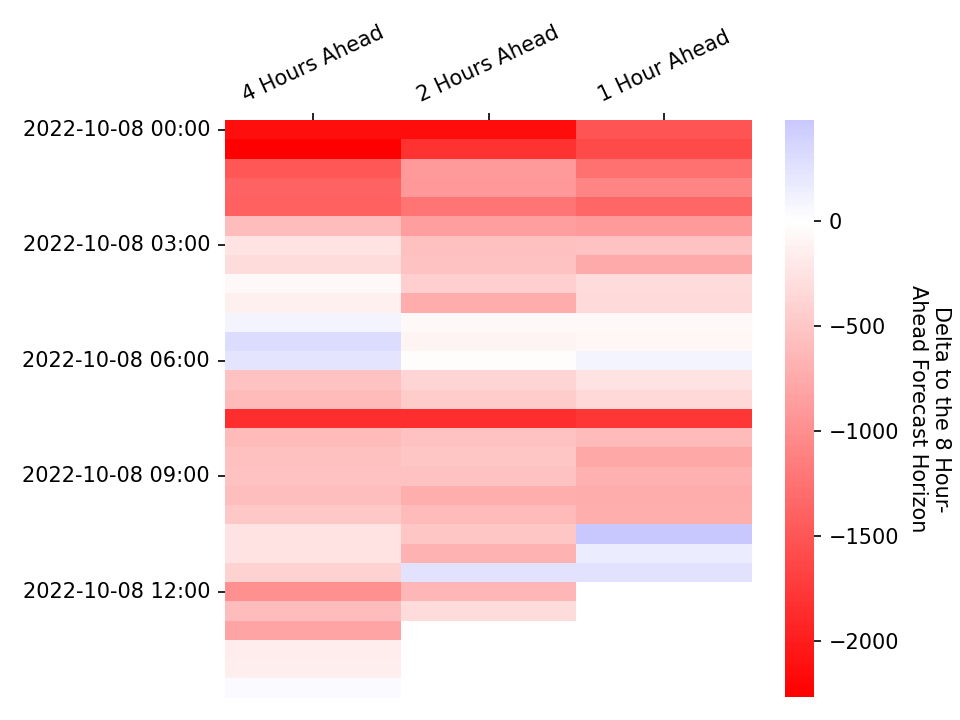 4 Hours Ahead
2 Hours Ahead
1 Hour Ahead
2022-10-08 00:00
2022-10-08 03:00
2022-10-08 06:00
2022-10-08 09:00
2022-10-08 12:00
0
−500
−1000
−1500
−2000
Delta to the 8 Hour-
Ahead Forecast Horizon